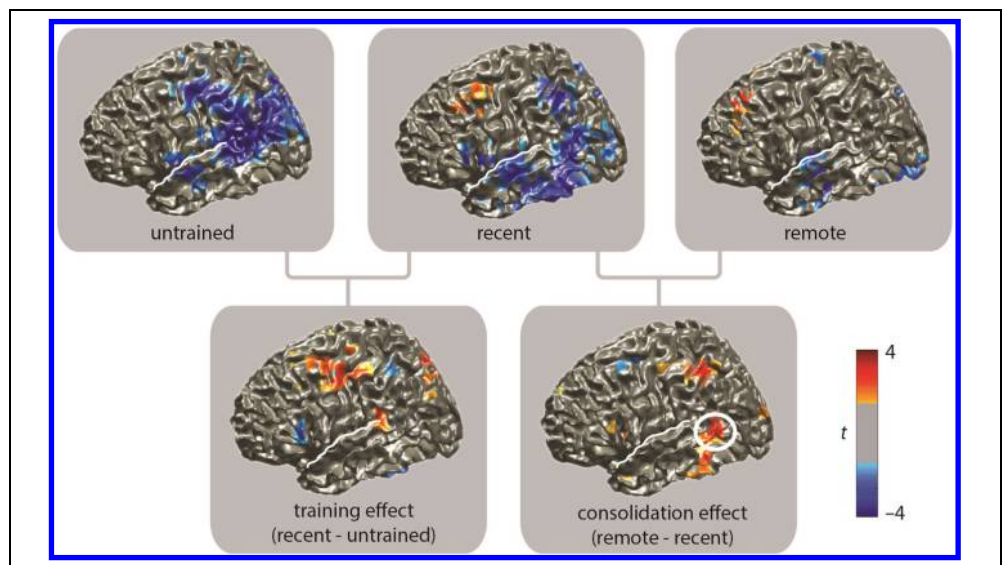 untrained
recent
remote
training effect
(recent - untrained)
consolidation effect
(remote - recent)
4
t
–4